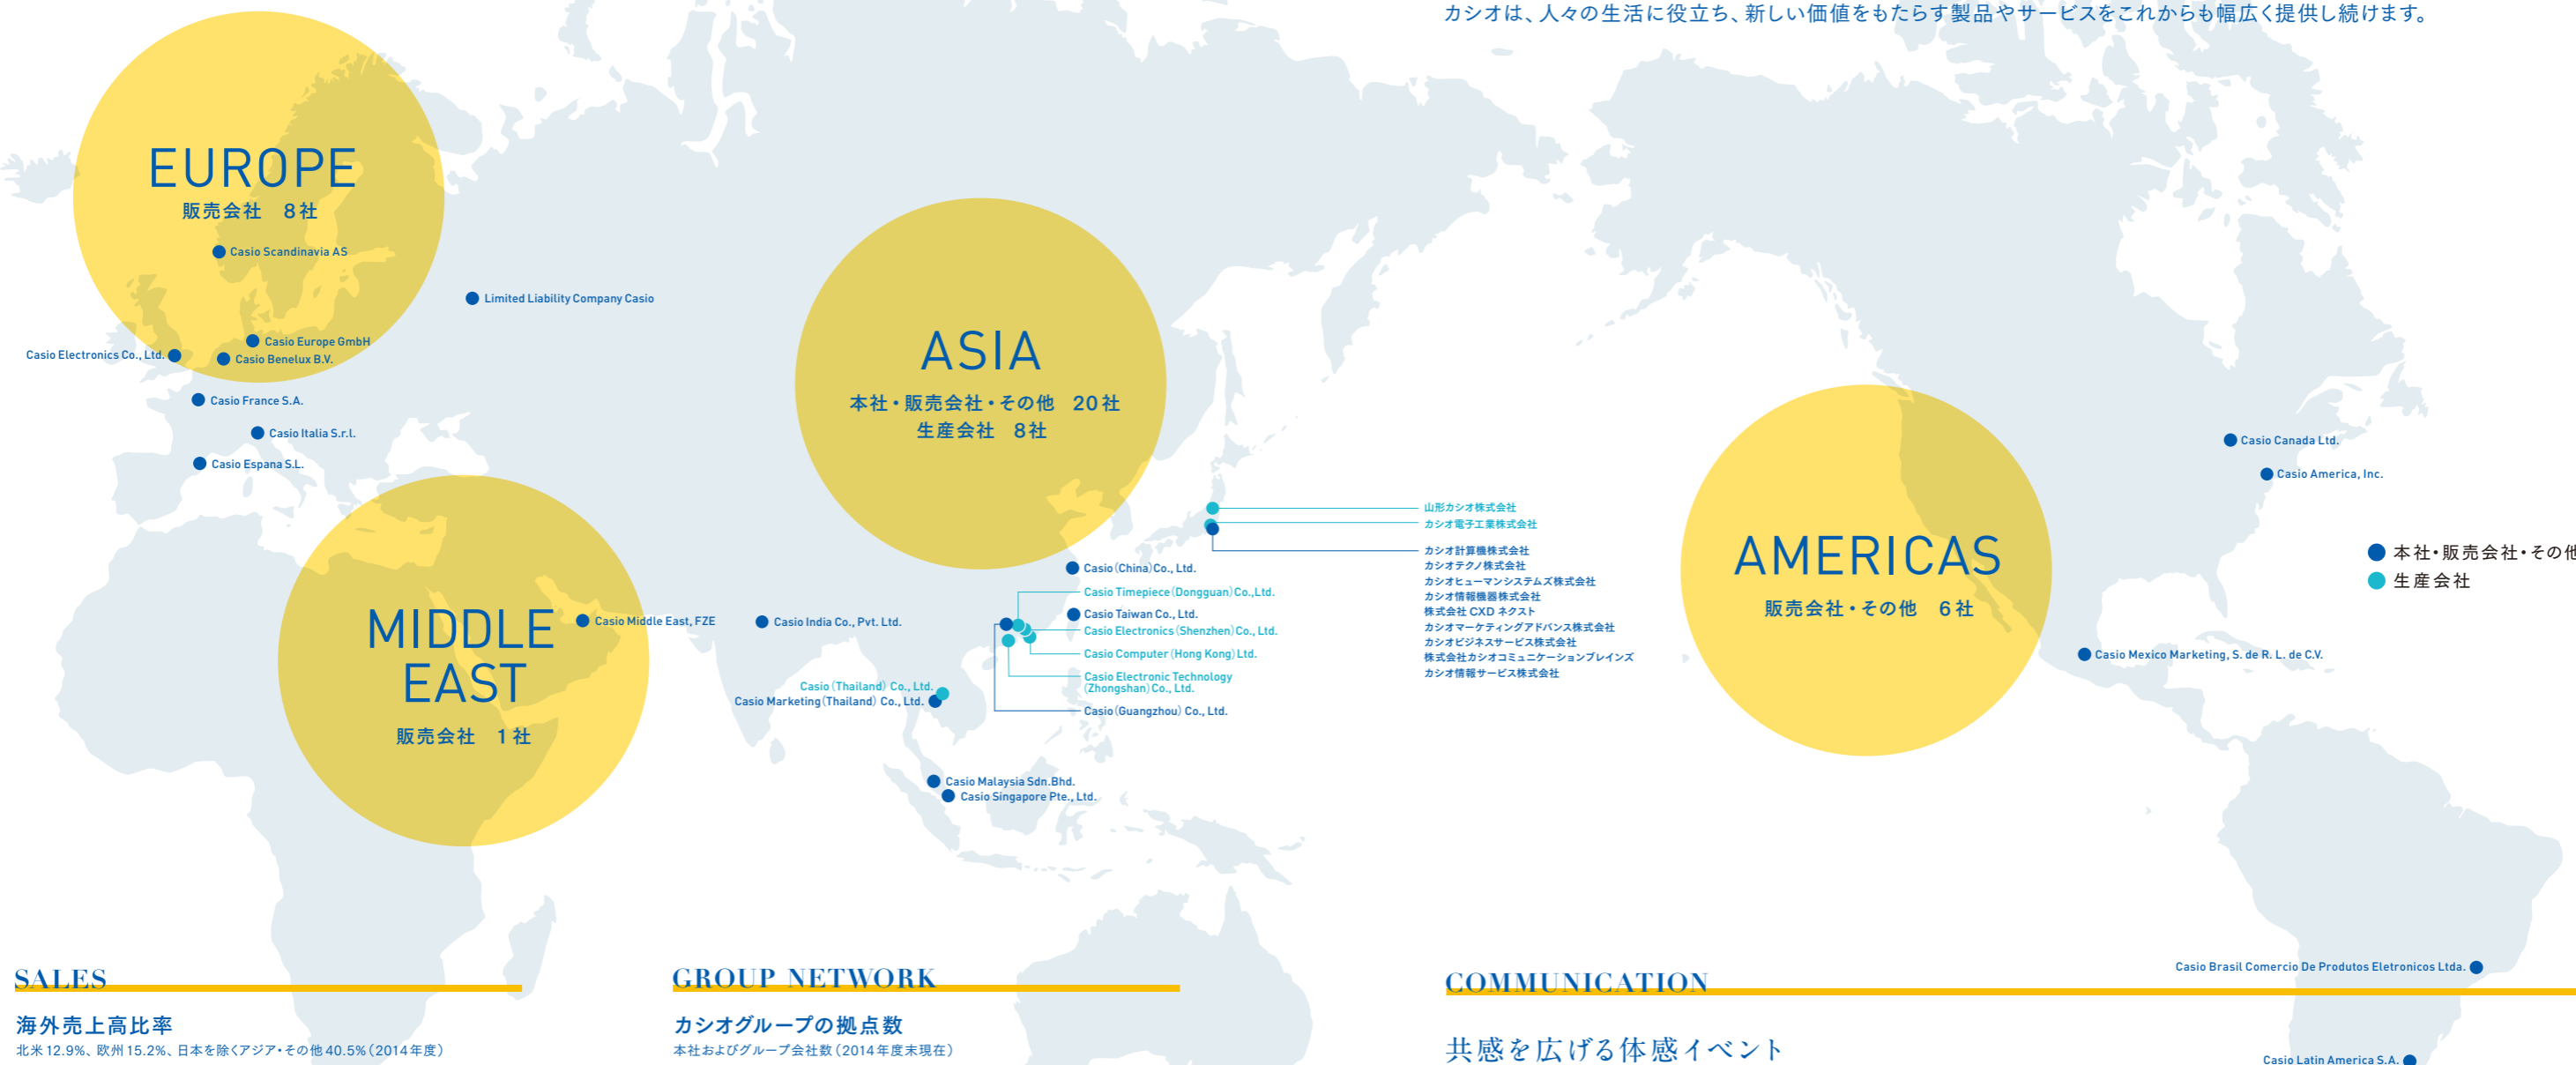 カシオは、人々の生活に役立ち、新しい価値をもたらす製品やサービスをこれからも幅広く提供し続けます。
EUROPE
販売会社 8社
Casio Scandinavia AS
Limited Liability Company Casio
Casio Europe GmbH
Casio Electronics Co., Ltd.
Casio Benelux B.V.
Casio France S.A.
Casio Italia S.r.l.
Casio Espana S.L.
MIDDLE
EAST
販売会社 1社
Casio Middle East, FZE
ASIA
本社・販売会社・その他 20社
生産会社 8社
Casio India Co., Pvt. Ltd.
Casio (Thailand) Co., Ltd.
Casio Marketing (Thailand) Co., Ltd.
Casio Malaysia Sdn.Bhd.
Casio Singapore Pte., Ltd.
Casio (China) Co., Ltd.
Casio Timepiece (Dongguan) Co.,Ltd.
Casio Taiwan Co., Ltd.
Casio Electronics (Shenzhen) Co., Ltd.
Casio Computer (Hong Kong) Ltd.
Casio Electronic Technology
(Zhongshan) Co., Ltd.
Casio (Guangzhou) Co., Ltd.
山形カシオ株式会社
カシオ電子工業株式会社
カシオ計算機株式会社
カシオテクノ株式会社
カシオヒューマンシステムズ株式会社
カシオ情報機器株式会社
株式会社 CXD ネクスト
カシオマーケティングアドバンス株式会社
カシオビジネスサービス株式会社
株式会社カシオコミュニケーションブレインズ
カシオ情報サービス株式会社
AMERICAS
販売会社・その他 6社
Casio Canada Ltd.
Casio America, Inc.
Casio Mexico Marketing, S. de R. L. de C.V.
Casio Brasil Comercio De Produtos Eletronicos Ltda.
Casio Latin America S.A.
本社・販売会社・その他
生産会社
SALES
海外売上高比率
北米12.9%、欧州15.2%、日本を除くアジア・その他40.5%(2014年度)
GROUP NETWORK
カシオグループの拠点数
本社およびグループ会社数(2014年度末現在)
COMMUNICATION
共感を広げる体感イベント